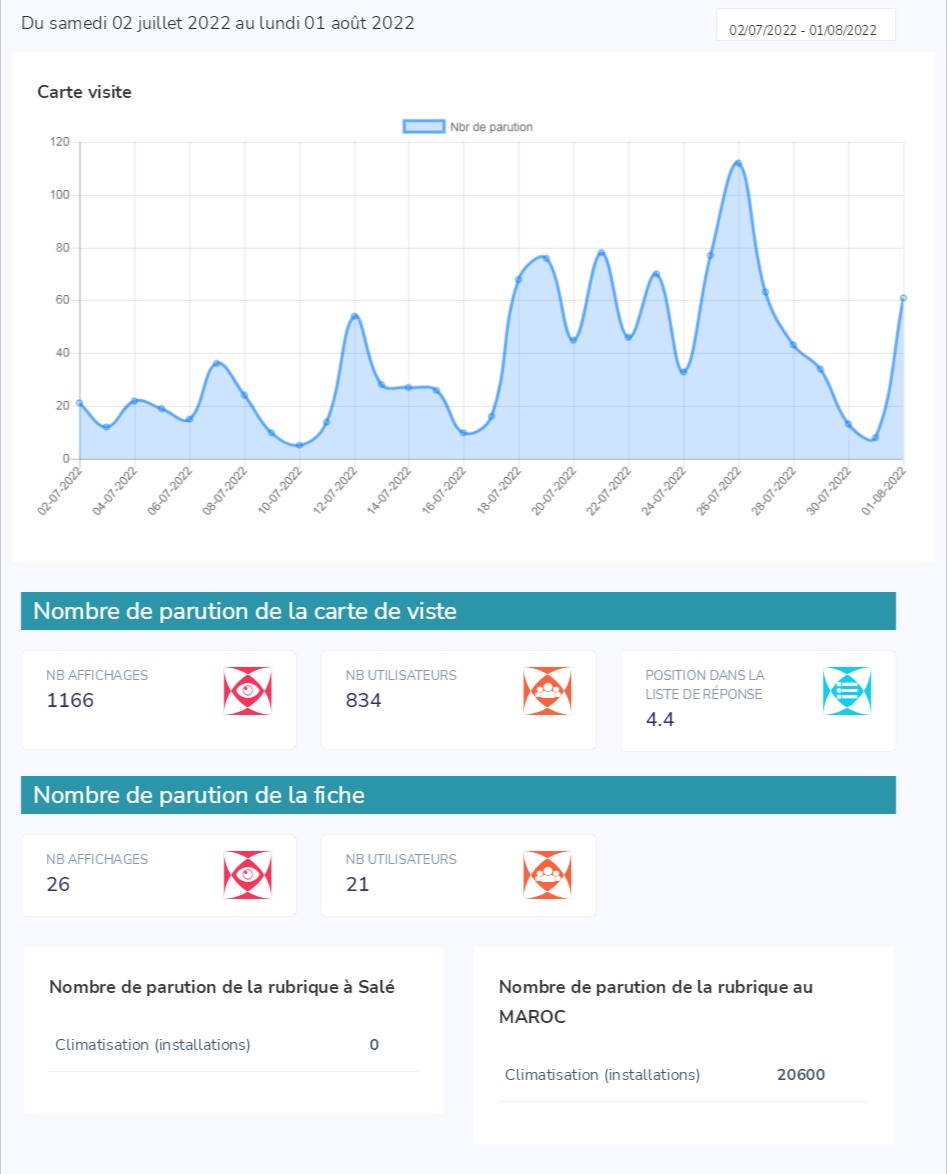 Du samedi 02 juillet 2022 au lundi 01 août 2022
02/07/2022 - 01/08/2022
Carte visite
Nbr de parution
120
100
80
60
40
20
0
02-07-2022
04-07-2022
06-07-2022
08-07-2022
10-07-2022
12-07-2022
14-07-2022
16-07-2022
18-07-2022
20-07-2022
22-07-2022
24-07-2022
26-07-2022
28-07-2022
30-07-2022
01-08-2022
Nombre de parution de la carte de viste
NB AFFICHAGES
1166
NB UTILISATEURS
834
POSITION DANS LA
LISTE DE RÉPONSE
4.4
Nombre de parution de la fiche
NB AFFICHAGES
26
NB UTILISATEURS
21
Nombre de parution de la rubrique à Salé
Climatisation (installations) 0
Nombre de parution de la rubrique au
MAROC
Climatisation (installations) 20600